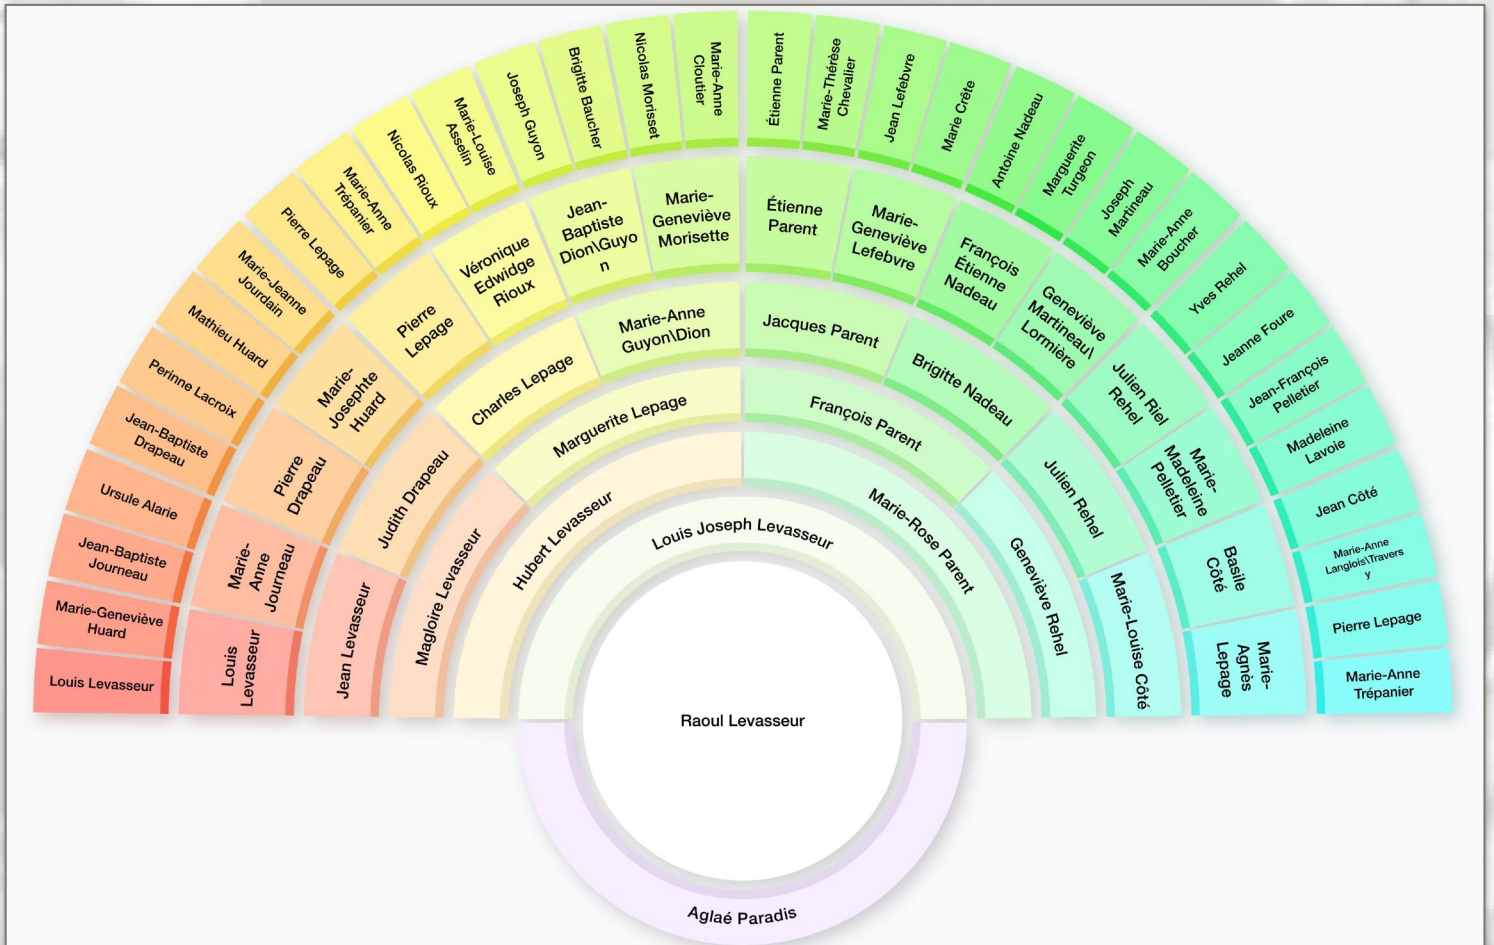 Marie-Anne
Cloutier
Nicolas Morisset
Brigitte Baucher
Joseph Guyon
Marie-Louise
Asselin
Nicolas Rioux
Marie-Anne
Trépanier
Pierre Lepage
Marie-Jeanne
Jourdain
Mathieu Huard
Perinne Lacroix
Jean-Baptiste
Drapeau
Ursule Alarie
Jean-Baptiste
Journeau
Marie-Geneviève
Huard
Louis Levasseur
Étienne Parent
Marie-Thérèse
Chevalier
Jean Lefebvre
Marie Crête
Antoine Nadeau
Marguerite
Turgeon
Joseph
Martineau
Marie-Anne
Boucher
Yves Rehel
Jeanne Foure
Jean-François
Pelletier
Madeleine
Lavoie
Jean Côté
Marie-Anne
Langlois\Travers
y
Pierre Lepage
Marie-Anne
Trépanier
Louis
Levasseur
Marie-
Anne
Journeau
Pierre
Drapeau
Marie-
Josephte
Huard
Pierre
Lepage
Véronique
Edwidge
Rioux
Jean-
Baptiste
Dion\Guyo
n
Marie-
Geneviève
Morisette
Étienne
Parent
Marie-
Geneviève
Lefebvre
François
Étienne
Nadeau
Geneviève
Martineau\
Lormière
Julien Riel
Rehel
Marie-
Madeleine
Pelletier
Basile
Côté
Marie-
Agnès
Lepage
Jean Levasseur
Judith Drapeau
Charles Lepage
Marie-Anne
Guyon\Dion
Jacques Parent
Brigitte Nadeau
Julien Rehel
Marie-Louise Côté
Magloire Levasseur
Marguerite Lepage
François Parent
Geneviève Rehel
Hubert Levasseur
Marie-Rose Parent
Louis Joseph Levasseur
Raoul Levasseur
Aglaé Paradis